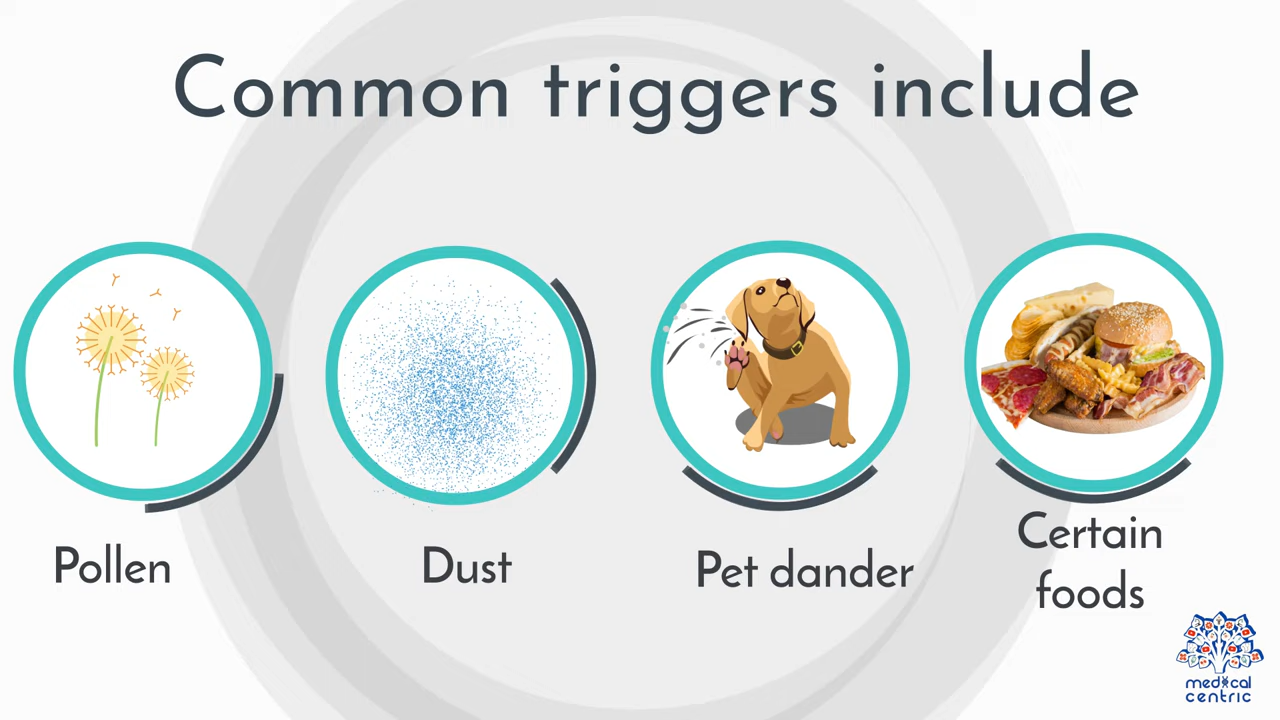 Common triggers include
Pollen
Dust
Pet dander
Certain
foods
medical
centric